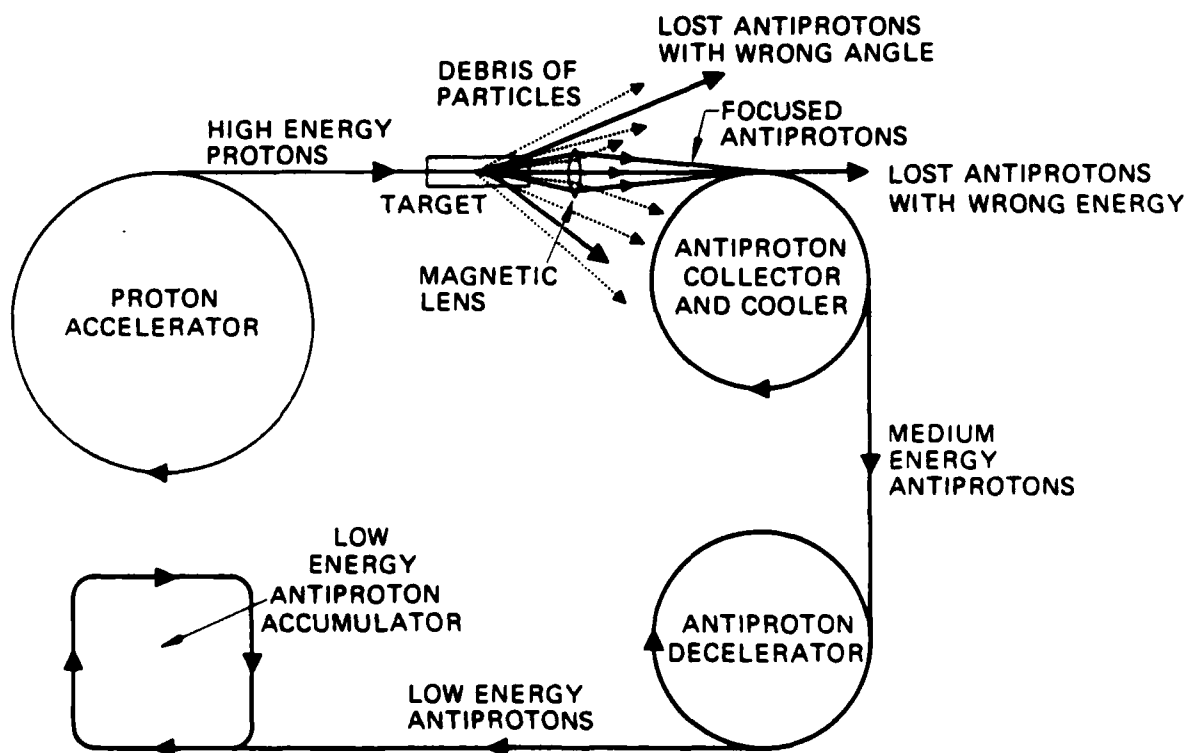 LOST ANTIPROTONS
WITH WRONG ANGLE
DEBRIS OF
PARTICLES
FOCUSED
ANTIPROTONS
HIGH ENERGY
PROTONS
TARGET
LOST ANTIPROTONS
WITH WRONG ENERGY
MAGNETIC
LENS
ANTIPROTON
COLLECTOR
AND COOLER
PROTON
ACCELERATOR
MEDIUM
ENERGY
ANTIPROTONS
LOW
ENERGY
ANTIPROTON
ACCUMULATOR
ANTIPROTON
DECELERATOR
LOW ENERGY
ANTIPROTONS